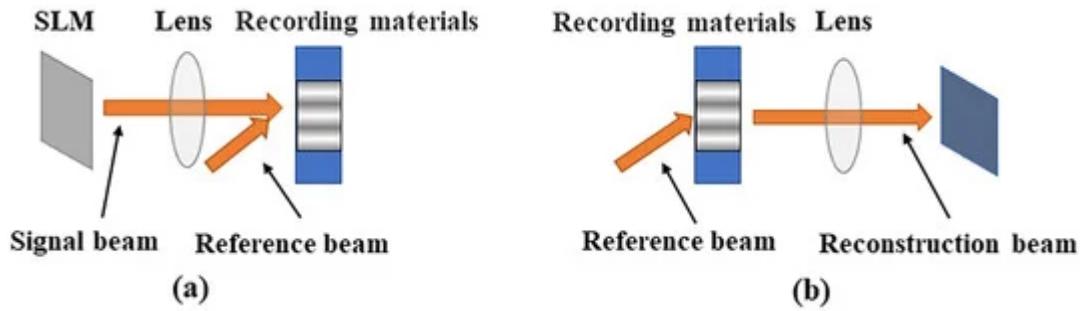 SLM Lens Recording materials
Signal beam Reference beam
(a)
Recording materials Lens
Reference beam Reconstruction beam
(b)